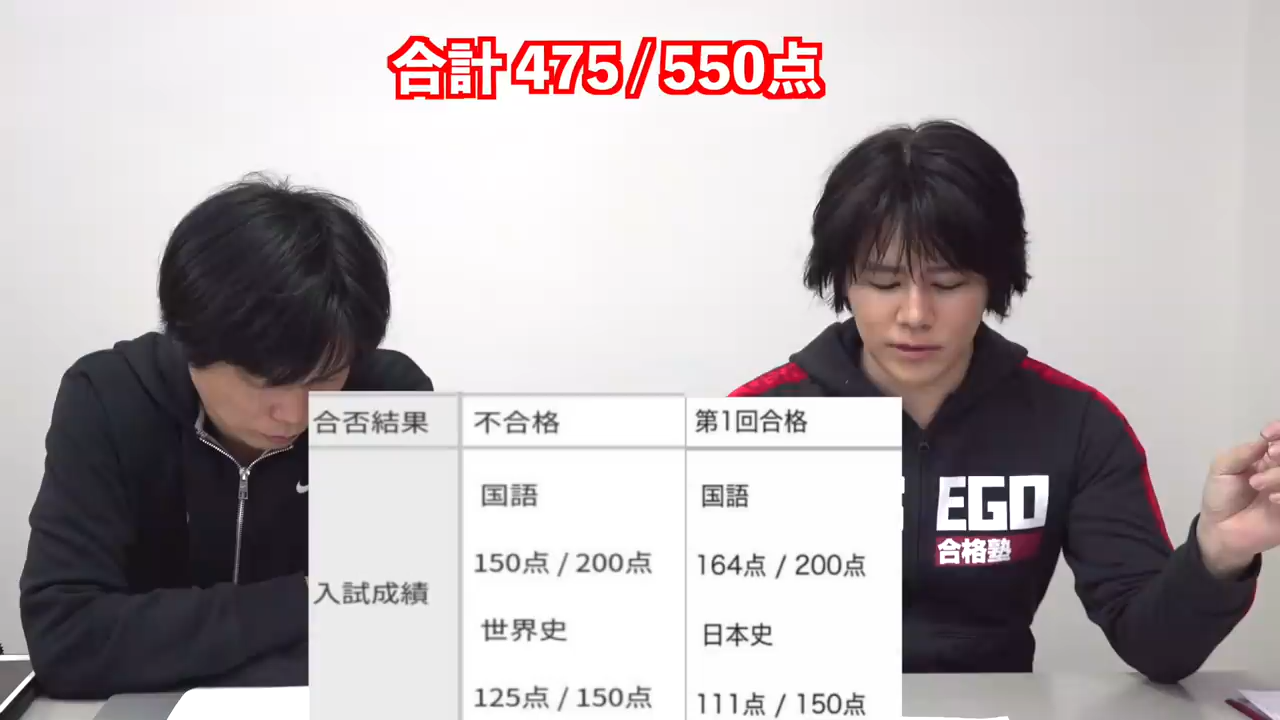 合計 475/550点
合否結果 不合格 第1回合格
国語 国語
150点 / 200点 164点 / 200点
入試成績
世界史 日本史
125点 / 150点 111点 / 150点
EGO
合格塾